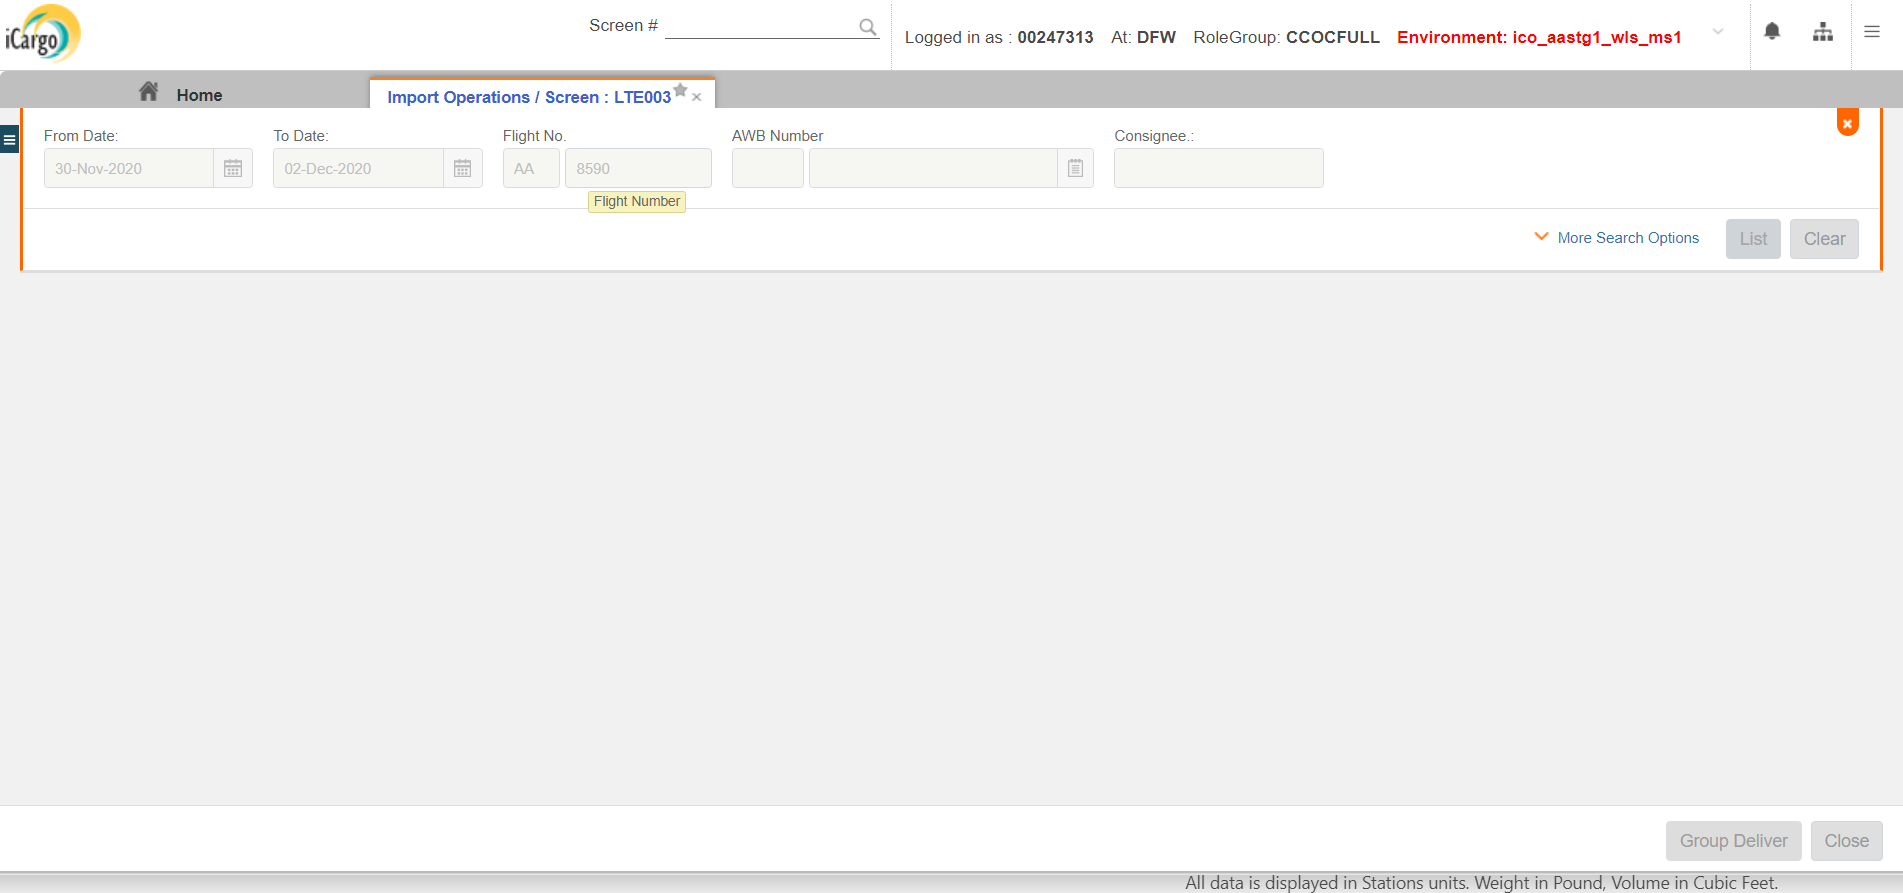 iCargo
Screen #
Logged in as : 00247313 At: DFW RoleGroup: CCOCFULL Environment: ico_aastg1_wls_ms1
Home
Import Operations / Screen : LTE003
From Date: To Date: Flight No. AWB Number Consignee.:
30-Nov-2020 02-Dec-2020 AA 8590
Flight Number
More Search Options List Clear
Group Deliver Close
All data is displayed in Stations units. Weight in Pound, Volume in Cubic Feet.